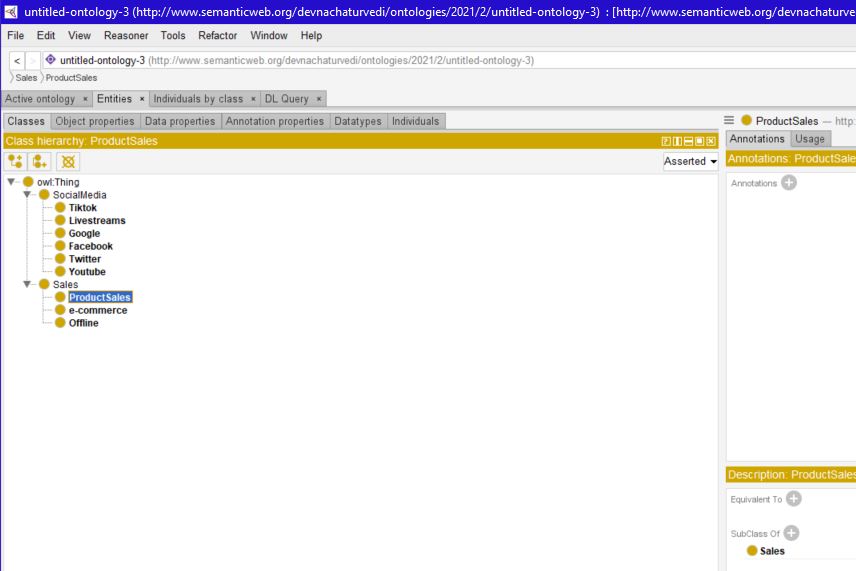 untitled-ontology-3 (http://www.semanticweb.org/devnachaturvedi/ontologies/2021/2/untitled-ontology-3) : [http://www.semanticweb.org/devnachaturve
File Edit View Reasoner Tools Refactor Window Help
< > untitled-ontology-3 (http://www.semanticweb.org/devnachaturvedi/ontologies/2021/2/untitled-ontology-3)
Sales ProductSales
Active ontology × Entities × Individuals by class × DL Query ×
Classes Object properties Data properties Annotation properties Datatypes Individuals
Class hierarchy: ProductSales
Asserted
owl:Thing
SocialMedia
Tiktok
Livestreams
Google
Facebook
Twitter
Youtube
Sales
ProductSales
e-commerce
Offline
ProductSales — http:
Annotations Usage
Annotations: ProductSales
Annotations
Description: ProductSales
Equivalent To
SubClass Of
Sales